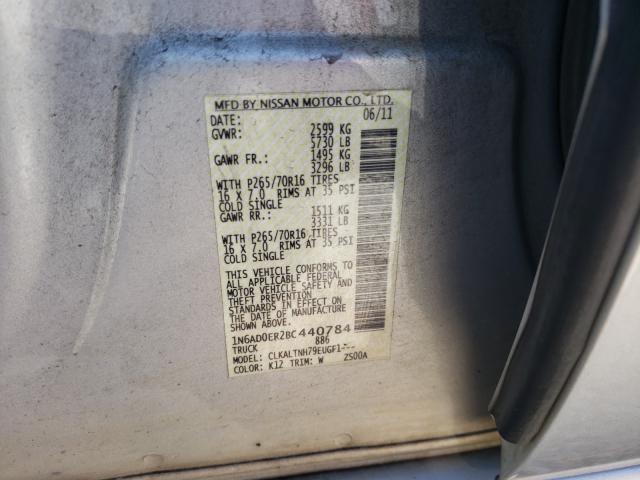 MFD BY NISSAN MOTOR CO., LTD.
DATE: 06/11
GVWR: 2599 KG
5730 LB
GAWR FR.: 1495 KG
3296 LB
WITH P265/70R16 TIRES
16 X 7.0 RIMS AT 35 PSI
COLD SINGLE
GAWR RR.: 1511 KG
3331 LB
WITH P265/70R16 TIRES
16 X 7.0 RIMS AT 35 PSI
COLD SINGLE
THIS VEHICLE CONFORMS TO
ALL APPLICABLE FEDERAL
MOTOR VEHICLE SAFETY AND
THEFT PREVENTION
STANDARDS IN EFFECT ON
THE DATE OF MANUFACTURE
SHOWN ABOVE.
1N6AD0ER2BC440784
TRUCK 886
MODEL:
COLOR: K12 TRIM: W ZS00A